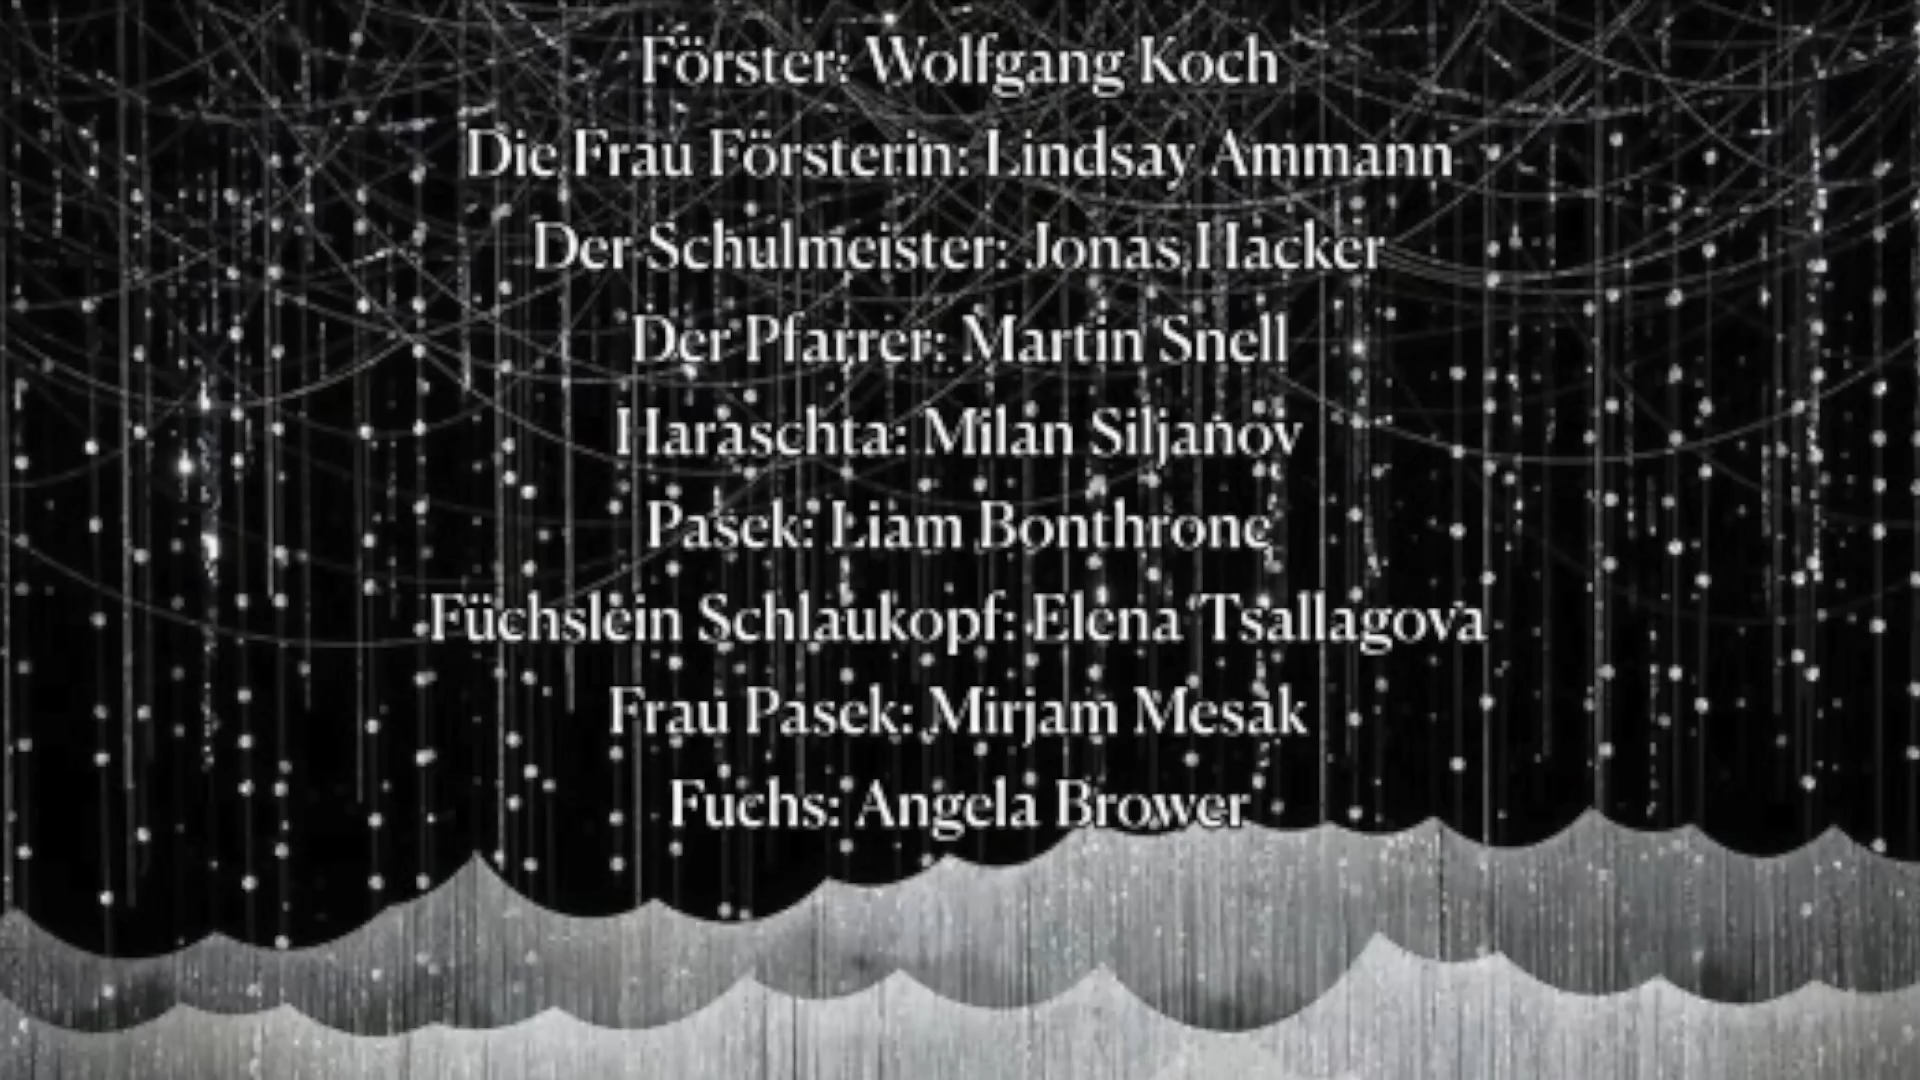 Förster: Wolfgang Koch
Die Frau Försterin: Lindsay Ammann
Der Schulmeister: Jonas Hacker
Der Pfarrer: Martin Snell
Haraschta: Milan Siljanov
Pasek: Liam Bonthrone
Füchslein Schlaukopf: Elena Tsallagova
Frau Pasek: Mirjam Mesak
Fuchs: Angela Brower